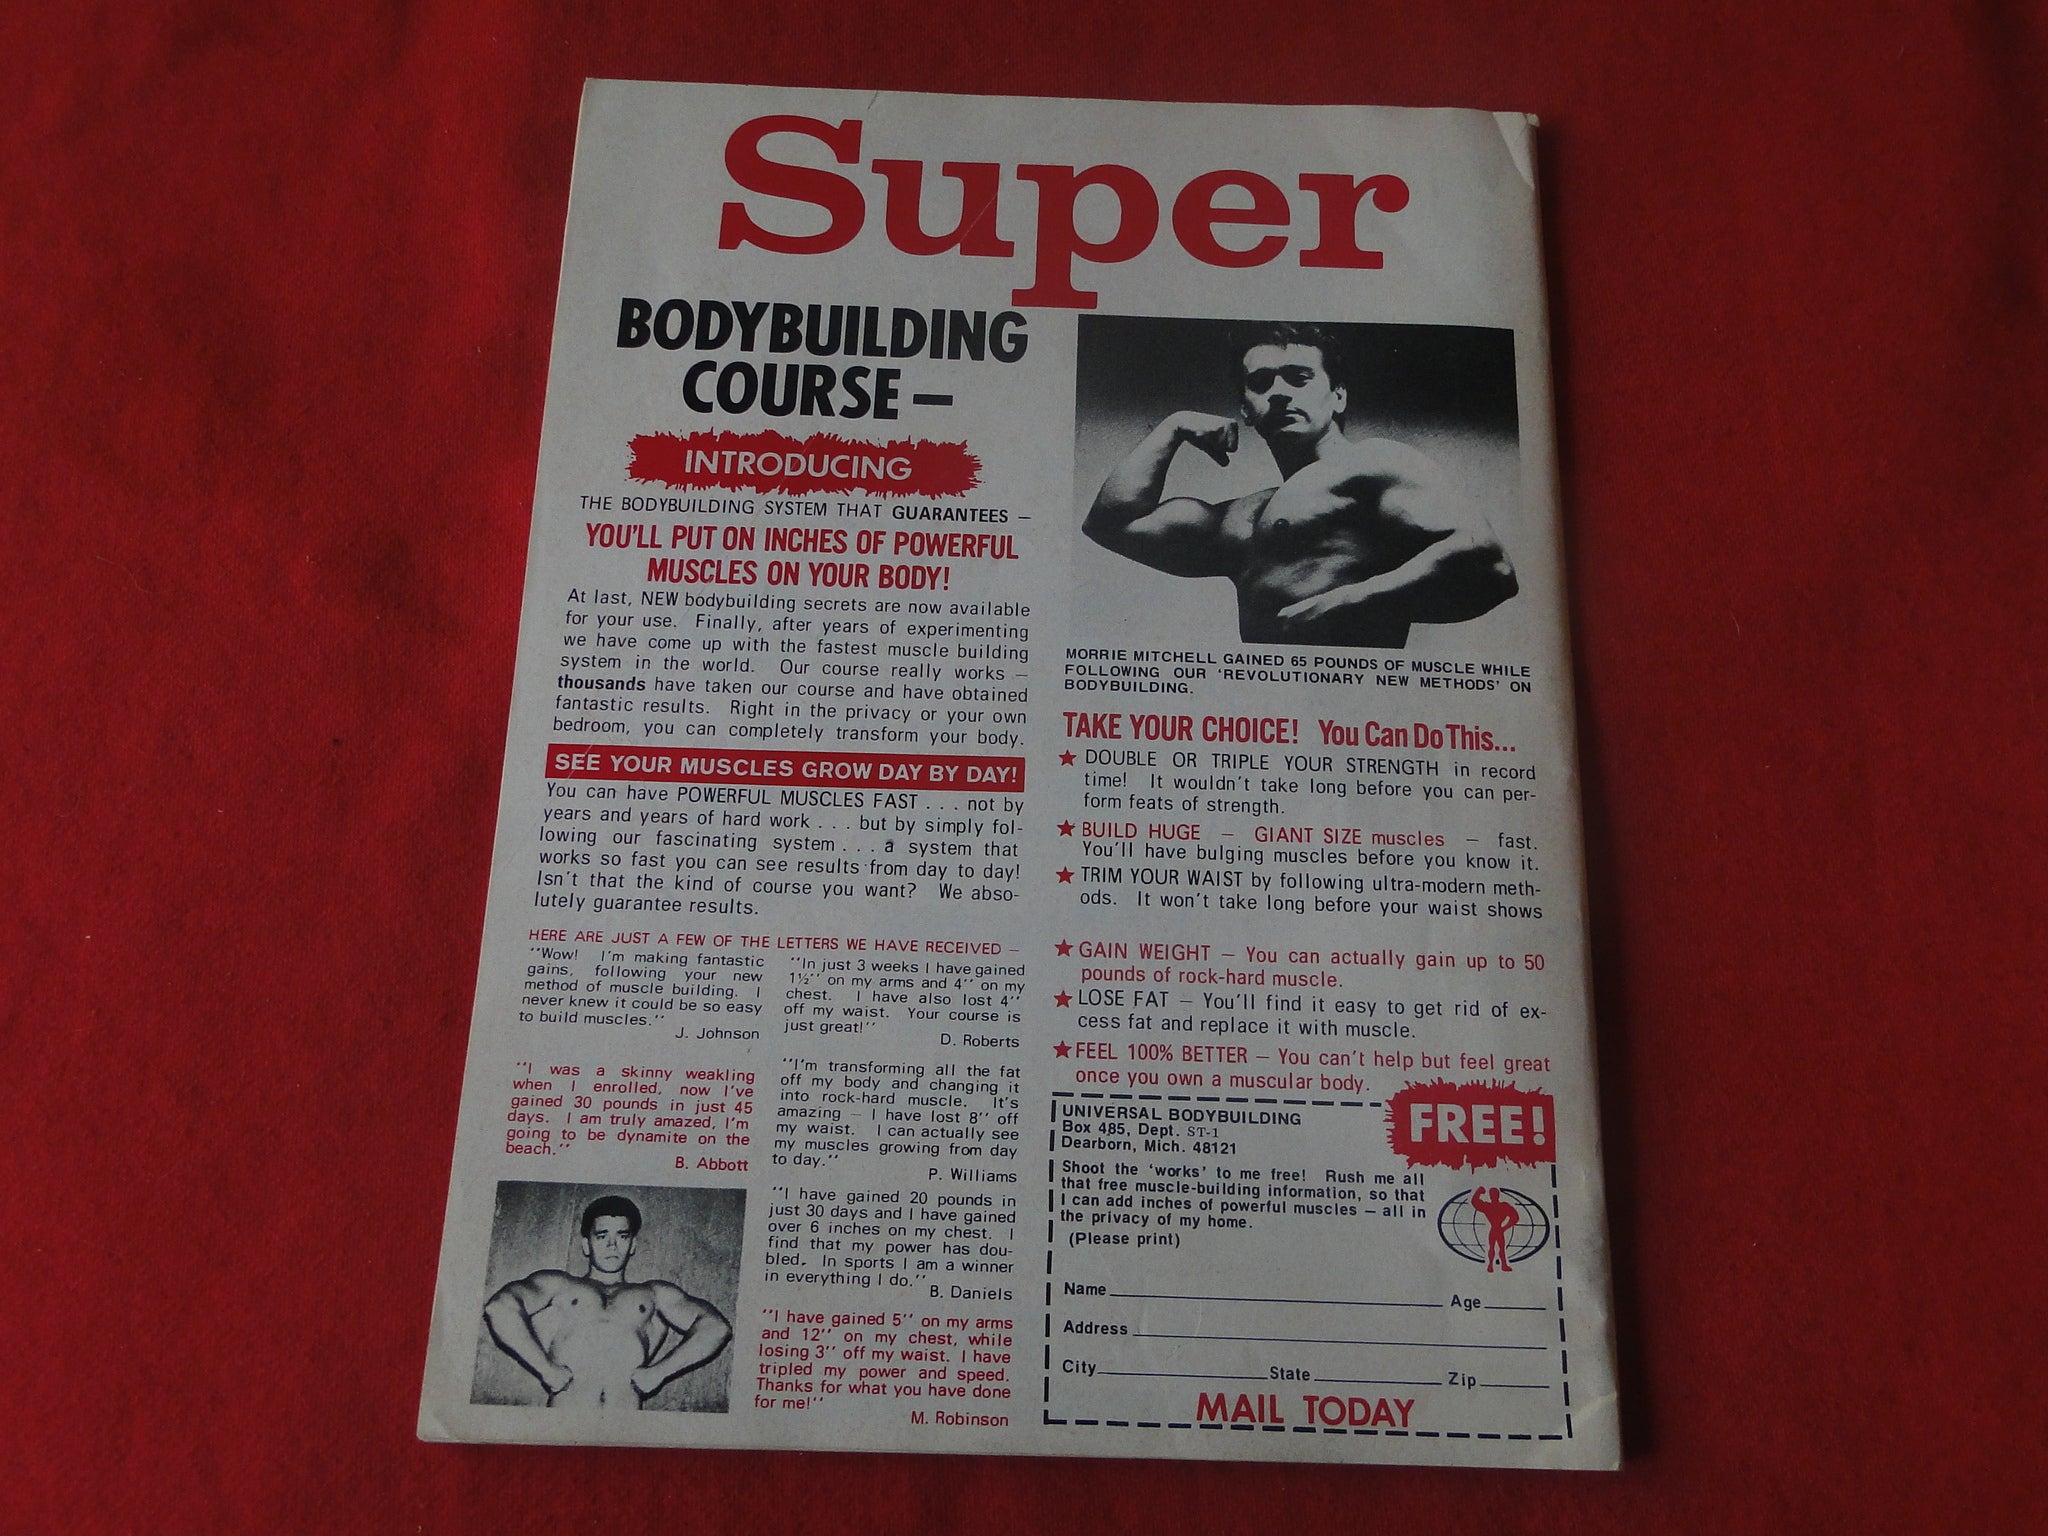 Super
BODYBUILDING
COURSE —
INTRODUCING
THE BODYBUILDING SYSTEM THAT GUARANTEES —
YOU'LL PUT ON INCHES OF POWERFUL
MUSCLES ON YOUR BODY!
At last, NEW bodybuilding secrets are now available
for your use. Finally, after years of experimenting
we have come up with the fastest muscle building
system in the world. Our course really works —
thousands have taken our course and have obtained
fantastic results. Right in the privacy or your own
bedroom, you can completely transform your body.
SEE YOUR MUSCLES GROW DAY BY DAY!
You can have POWERFUL MUSCLES FAST . . . not by
years and years of hard work . . . but by simply fol-
lowing our fascinating system . . . a system that
works so fast you can see results from day to day!
Isn't that the kind of course you want? We abso-
lutely guarantee results.
HERE ARE JUST A FEW OF THE LETTERS WE HAVE RECEIVED —
"Wow! I'm making fantastic
gains, following your new
method of muscle building. I
never knew it could be so easy
to build muscles."
J. Johnson
"I was a skinny weakling
when I enrolled, now I've
gained 30 pounds in just 45
days. I am truly amazed, I'm
going to be dynamite on the
beach."
B. Abbott
"In just 3 weeks I have gained
1½" on my arms and 4" on my
chest. I have also lost 4"
off my waist. Your course is
just great!"
D. Roberts
"I'm transforming all the fat
off my body and changing it
into rock-hard muscle. It's
amazing — I have lost 8" off
my waist. I can actually see
my muscles growing from day
to day."
P. Williams
"I have gained 20 pounds in
just 30 days and I have gained
over 6 inches on my chest. I
find that my power has dou-
bled. In sports I am a winner
in everything I do."
B. Daniels
"I have gained 5" on my arms
and 12" on my chest, while
losing 3" off my waist. I have
tripled my power and speed.
Thanks for what you have done
for me!"
M. Robinson
MORRIE MITCHELL GAINED 65 POUNDS OF MUSCLE WHILE
FOLLOWING OUR 'REVOLUTIONARY NEW METHODS' ON
BODYBUILDING.
TAKE YOUR CHOICE! You Can Do This...
★ DOUBLE OR TRIPLE YOUR STRENGTH in record
time! It wouldn't take long before you can per-
form feats of strength.
★ BUILD HUGE — GIANT SIZE muscles — fast.
You'll have bulging muscles before you know it.
★ TRIM YOUR WAIST by following ultra-modern meth-
ods. It won't take long before your waist shows
★ GAIN WEIGHT — You can actually gain up to 50
pounds of rock-hard muscle.
★ LOSE FAT — You'll find it easy to get rid of ex-
cess fat and replace it with muscle.
★ FEEL 100% BETTER — You can't help but feel great
once you own a muscular body.
FREE!
UNIVERSAL BODYBUILDING
Box 485, Dept. ST-1
Dearborn, Mich. 48121
Shoot the 'works' to me free! Rush me all
that free muscle-building information, so that
I can add inches of powerful muscles — all in
the privacy of my home.
(Please print)
Name Age
Address
City State Zip
MAIL TODAY